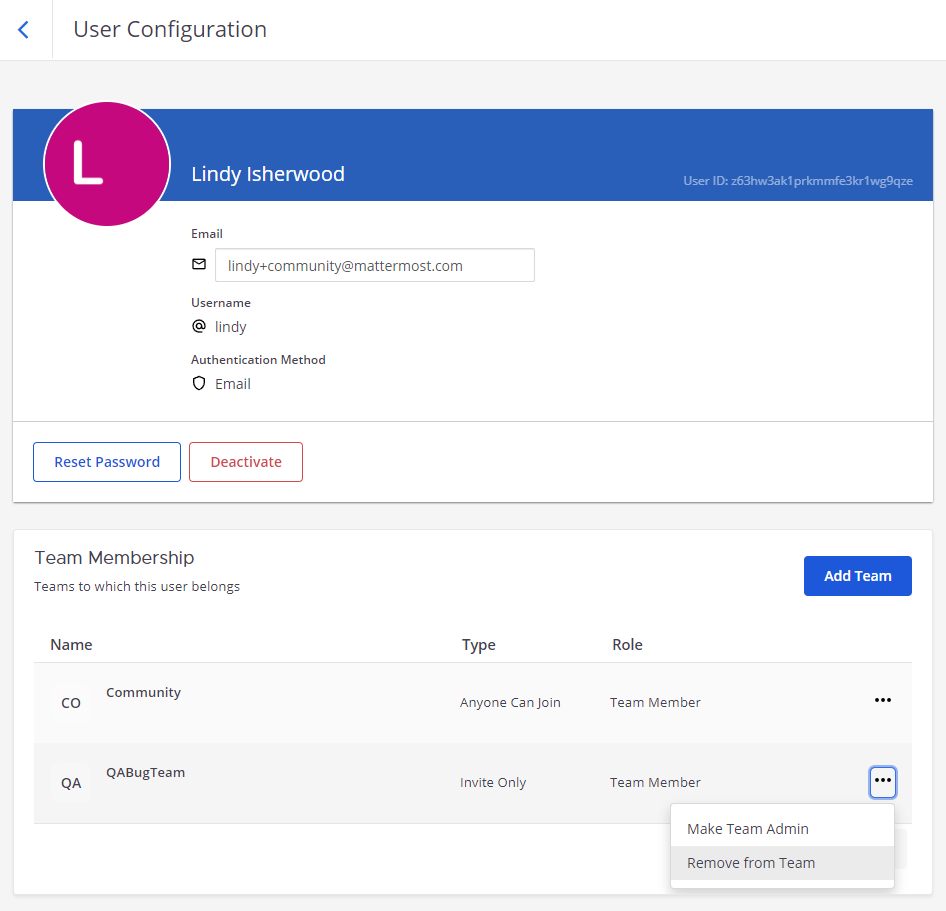 User Configuration
L
Lindy Isherwood
User ID: z63hw3ak1prkmmfe3kr1wg9qze
Email
lindy+community@mattermost.com
Username
lindy
Authentication Method
Email
Reset Password Deactivate
Team Membership
Teams to which this user belongs
Add Team
Name Type Role
CO Community Anyone Can Join Team Member
QA QABugTeam Invite Only Team Member
Make Team Admin
Remove from Team